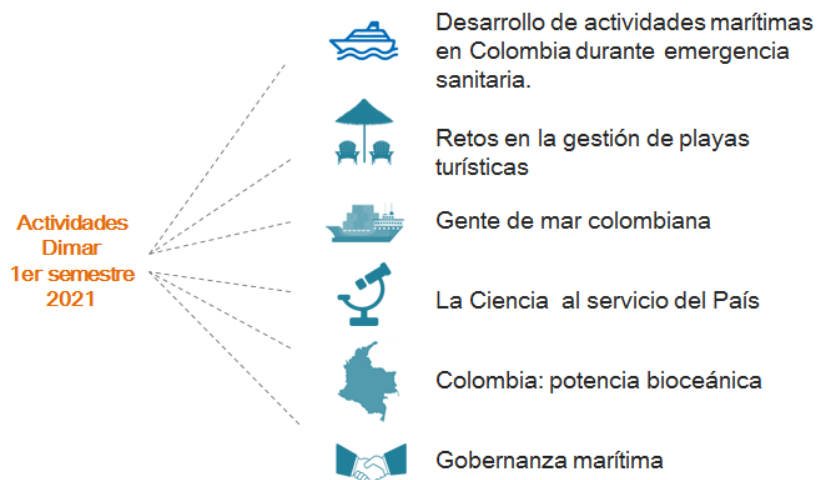 Actividades
Dimar
1er semestre
2021
Desarrollo de actividades marítimas
en Colombia durante emergencia
sanitaria.
Retos en la gestión de playas
turísticas
Gente de mar colombiana
La Ciencia al servicio del País
Colombia: potencia bioceánica
Gobernanza marítima